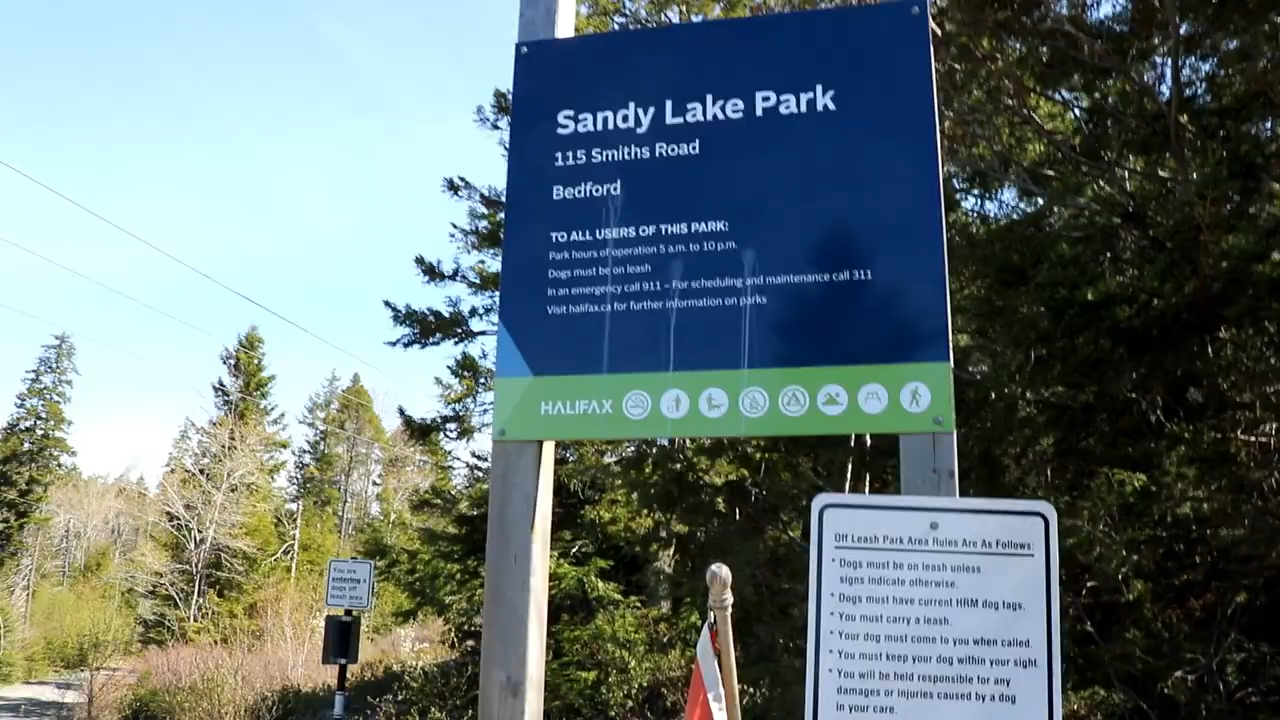 Sandy Lake Park
115 Smiths Road
Bedford
TO ALL USERS OF THIS PARK:
Park hours of operation 5 a.m. to 10 p.m.
Dogs must be on leash
In an emergency call 911 – For scheduling and maintenance call 311
Visit halifax.ca for further information on parks
HALIFAX
You are
entering a
dogs off
leash area
Off Leash Park Area Rules Are As Follows:
* Dogs must be on leash unless
signs indicate otherwise.
* Dogs must have current HRM dog tags.
* You must carry a leash.
* Your dog must come to you when called.
* You must keep your dog within your sight.
* You will be held responsible for any
damages or injuries caused by a dog
in your care.